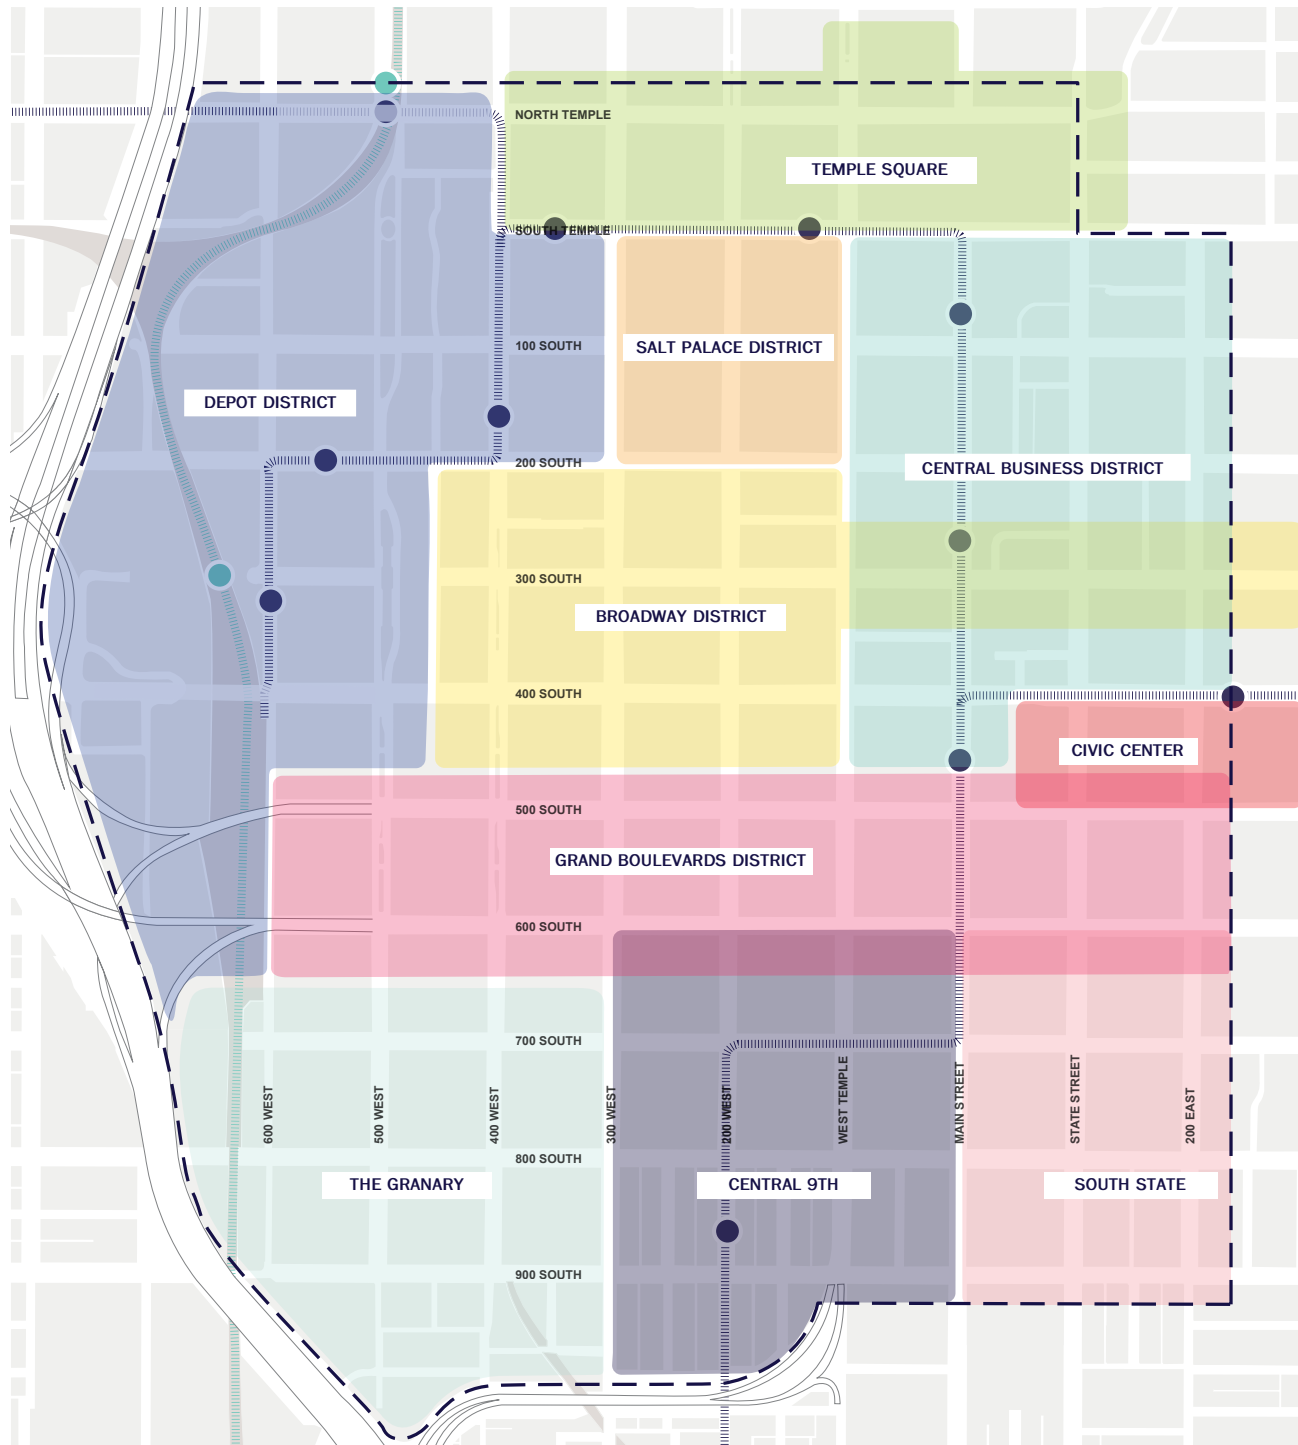 NORTH TEMPLE
TEMPLE SQUARE
SOUTH TEMPLE
100 SOUTH
SALT PALACE DISTRICT
DEPOT DISTRICT
200 SOUTH
CENTRAL BUSINESS DISTRICT
300 SOUTH
BROADWAY DISTRICT
400 SOUTH
CIVIC CENTER
500 SOUTH
GRAND BOULEVARDS DISTRICT
600 SOUTH
700 SOUTH
600 WEST
500 WEST
400 WEST
300 WEST
200 WEST
WEST TEMPLE
MAIN STREET
STATE STREET
200 EAST
800 SOUTH
THE GRANARY
CENTRAL 9TH
SOUTH STATE
900 SOUTH